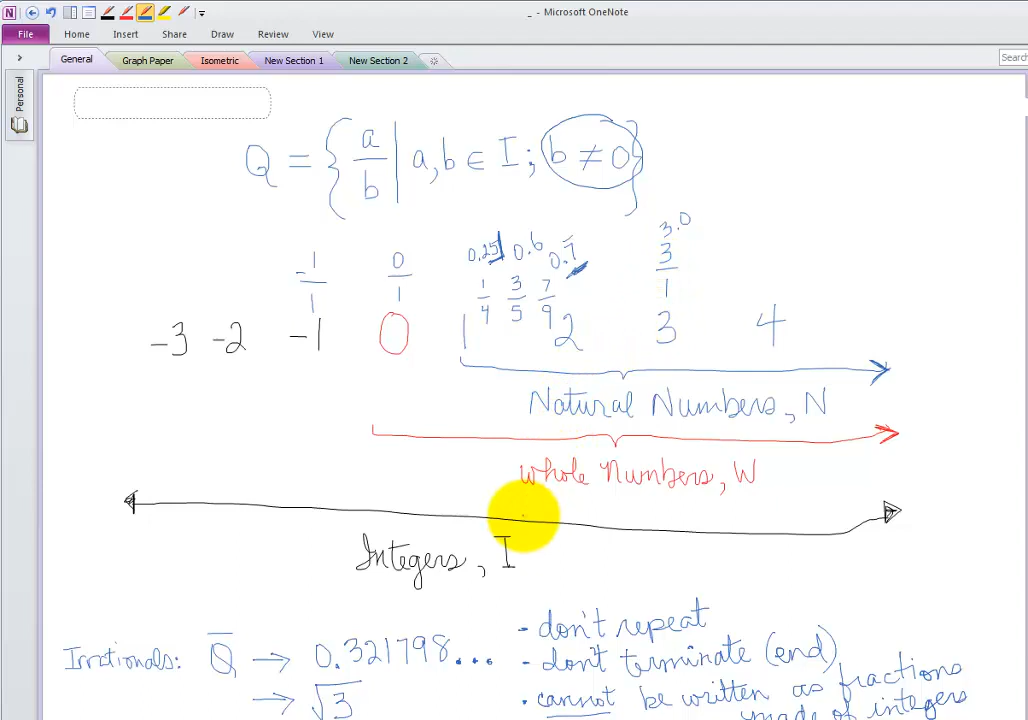 _ - Microsoft OneNote
File Home Insert Share Draw Review View
General Graph Paper Isometric New Section 1 New Section 2 Search
Personal
Q = { a/b | a, b ∈ I; b ≠ 0 }
3.0
-1/1 0/1 0.25 0.6 0.7̅ 3/1
1/4 3/5 7/9
-3 -2 -1 0 1 2 3 4
Natural Numbers, N
Whole Numbers, W
Integers, I
Irrationals: Q̅ → 0.321798...
→ √3
- don't repeat
- don't terminate (end)
- cannot be written as fractions
made of integers